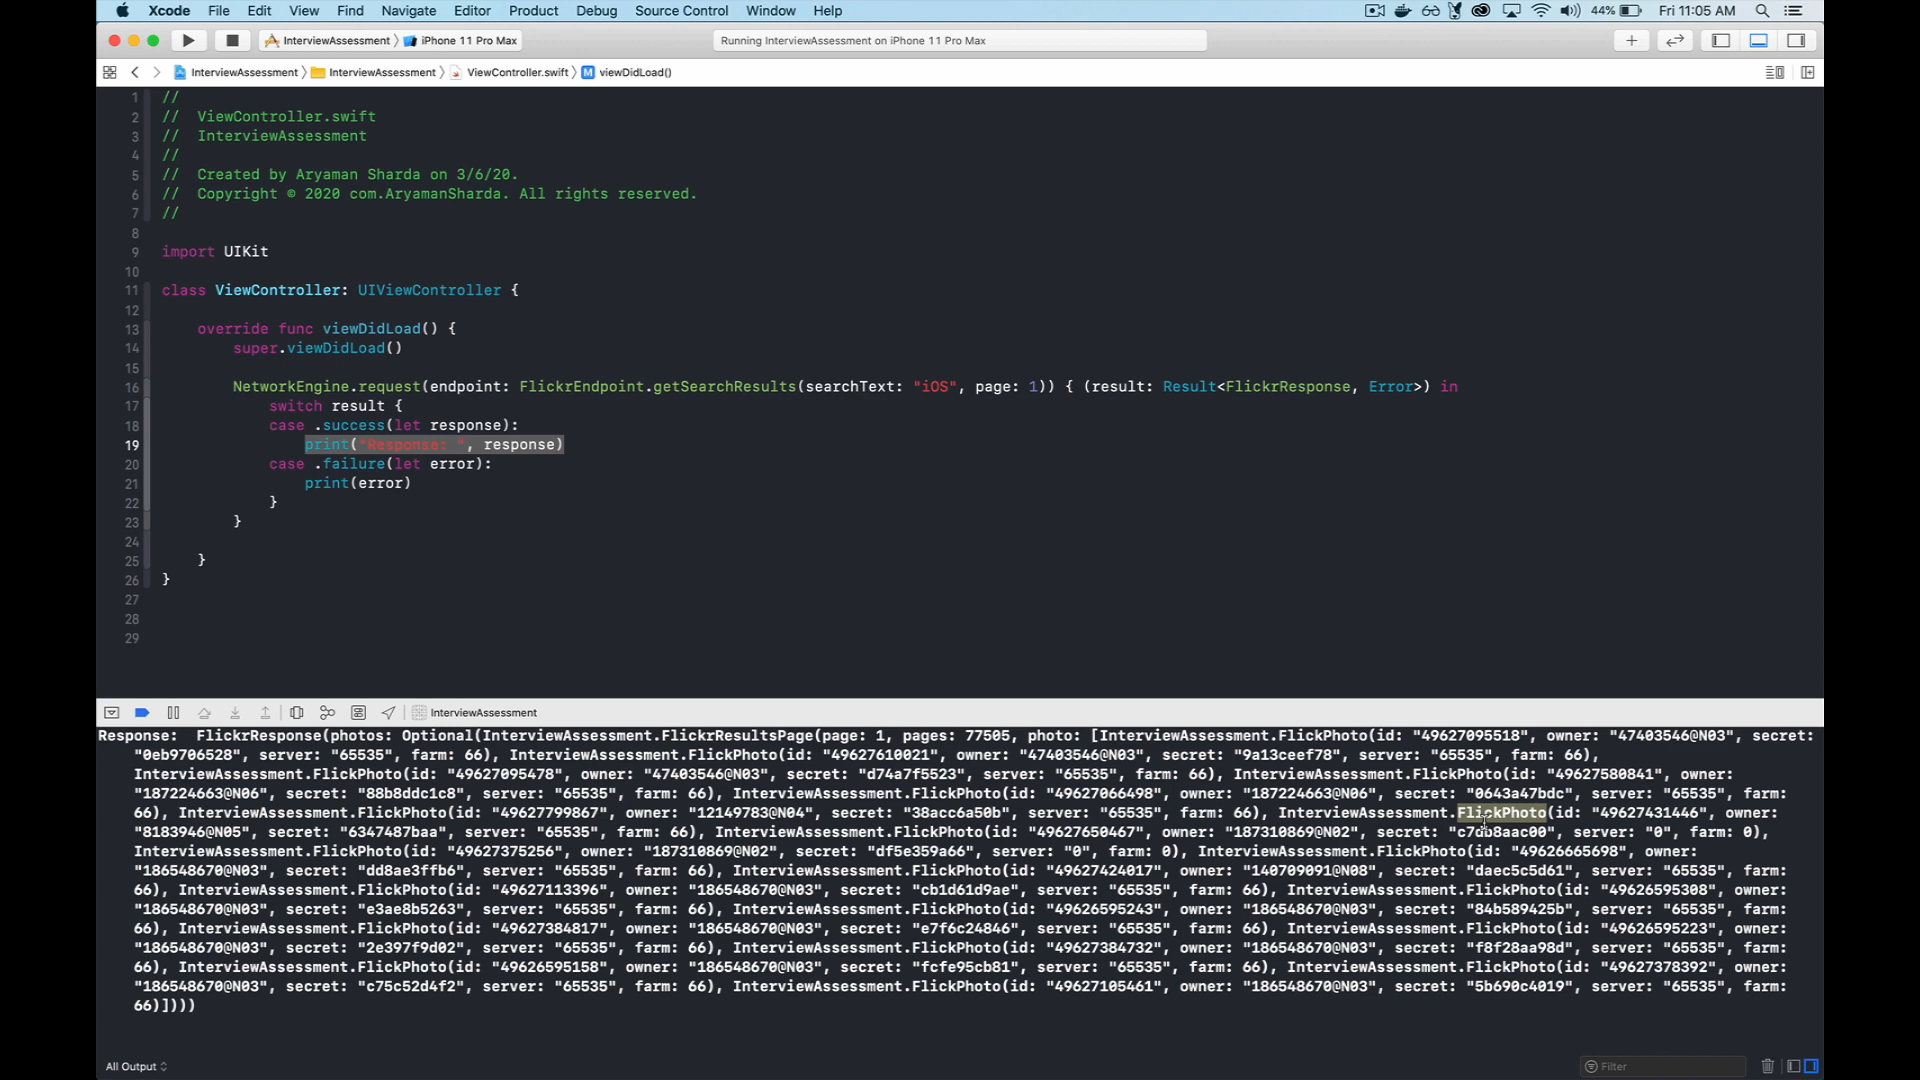 Xcode File Edit View Find Navigate Editor Product Debug Source Control Window Help 44% Fri 11:05 AM
InterviewAssessment iPhone 11 Pro Max Running InterviewAssessment on iPhone 11 Pro Max
InterviewAssessment InterviewAssessment ViewController.swift M viewDidLoad()
1 //
2 // ViewController.swift
3 // InterviewAssessment
4 //
5 // Created by Aryaman Sharda on 3/6/20.
6 // Copyright © 2020 com.AryamanSharda. All rights reserved.
7 //
8
9 import UIKit
10
11 class ViewController: UIViewController {
12
13 override func viewDidLoad() {
14 super.viewDidLoad()
15
16 NetworkEngine.request(endpoint: FlickrEndpoint.getSearchResults(searchText: "iOS", page: 1)) { (result: Result<FlickrResponse, Error>) in
17 switch result {
18 case .success(let response):
19 print("Response: ", response)
20 case .failure(let error):
21 print(error)
22 }
23 }
24
25 }
26 }
27
28
29
InterviewAssessment
Response: FlickrResponse(photos: Optional(InterviewAssessment.FlickrResultsPage(page: 1, pages: 77505, photo: [InterviewAssessment.FlickPhoto(id: "49627095518", owner: "47403546@N03", secret:
"0eb9706528", server: "65535", farm: 66), InterviewAssessment.FlickPhoto(id: "49627610021", owner: "47403546@N03", secret: "9a13ceef78", server: "65535", farm: 66),
InterviewAssessment.FlickPhoto(id: "49627095478", owner: "47403546@N03", secret: "d74a7f5523", server: "65535", farm: 66), InterviewAssessment.FlickPhoto(id: "49627580841", owner:
"187224663@N06", secret: "88b8ddc1c8", server: "65535", farm: 66), InterviewAssessment.FlickPhoto(id: "49627066498", owner: "187224663@N06", secret: "0643a47bdc", server: "65535", farm:
66), InterviewAssessment.FlickPhoto(id: "49627799867", owner: "12149783@N04", secret: "38acc6a50b", server: "65535", farm: 66), InterviewAssessment.FlickPhoto(id: "49627431446", owner:
"8183946@N05", secret: "6347487baa", server: "65535", farm: 66), InterviewAssessment.FlickPhoto(id: "49627650467", owner: "187310869@N02", secret: server: "0", farm: 0),
InterviewAssessment.FlickPhoto(id: "49627375256", owner: "187310869@N02", secret: "df5e359a66", server: "0", farm: 0), InterviewAssessment.FlickPhoto(id: "49626665698", owner:
"186548670@N03", secret: "dd8ae3ffb6", server: "65535", farm: 66), InterviewAssessment.FlickPhoto(id: "49627424017", owner: "140709091@N08", secret: "daec5c5d61", server: "65535", farm:
66), InterviewAssessment.FlickPhoto(id: "49627113396", owner: "186548670@N03", secret: "cb1d61d9ae", server: "65535", farm: 66), InterviewAssessment.FlickPhoto(id: "49626595308", owner:
"186548670@N03", secret: "e3ae8b5263", server: "65535", farm: 66), InterviewAssessment.FlickPhoto(id: "49626595243", owner: "186548670@N03", secret: "84b589425b", server: "65535", farm:
66), InterviewAssessment.FlickPhoto(id: "49627384817", owner: "186548670@N03", secret: "e7f6c24846", server: "65535", farm: 66), InterviewAssessment.FlickPhoto(id: "49626595223", owner:
"186548670@N03", secret: "2e397f9d02", server: "65535", farm: 66), InterviewAssessment.FlickPhoto(id: "49627384732", owner: "186548670@N03", secret: "f8f28aa98d", server: "65535", farm:
66), InterviewAssessment.FlickPhoto(id: "49626595158", owner: "186548670@N03", secret: "fcfe95cb81", server: "65535", farm: 66), InterviewAssessment.FlickPhoto(id: "49627378392", owner:
"186548670@N03", secret: "c75c52d4f2", server: "65535", farm: 66), InterviewAssessment.FlickPhoto(id: "49627105461", owner: "186548670@N03", secret: "5b690c4019", server: "65535", farm:
66)])))
All Output Filter